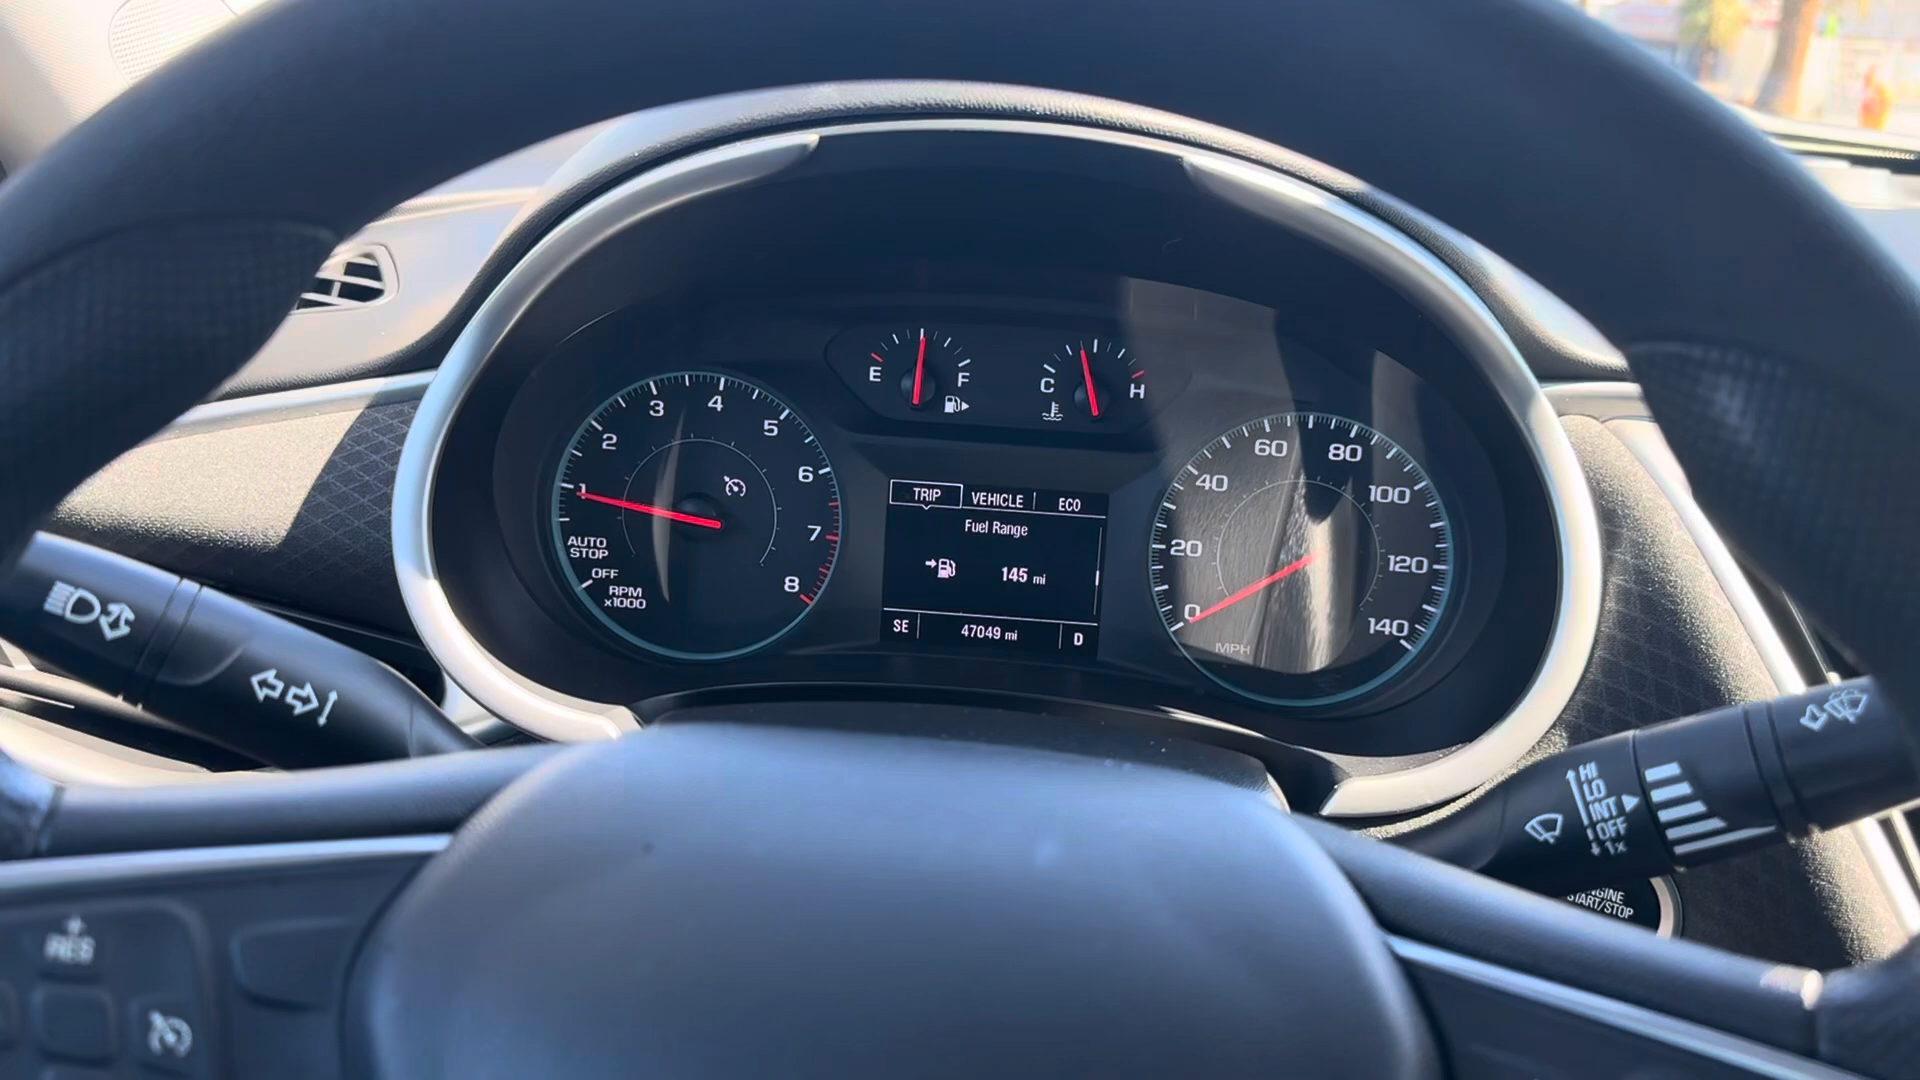 E
F
C
H
1
2
3
4
5
6
7
8
AUTO
STOP
OFF
RPM
x1000
TRIP
VEHICLE
ECO
Fuel Range
145 mi
SE
47049 mi
D
0
20
40
60
80
100
120
140
MPH
HI
LO
INT
OFF
1x
START/STOP
+
RES